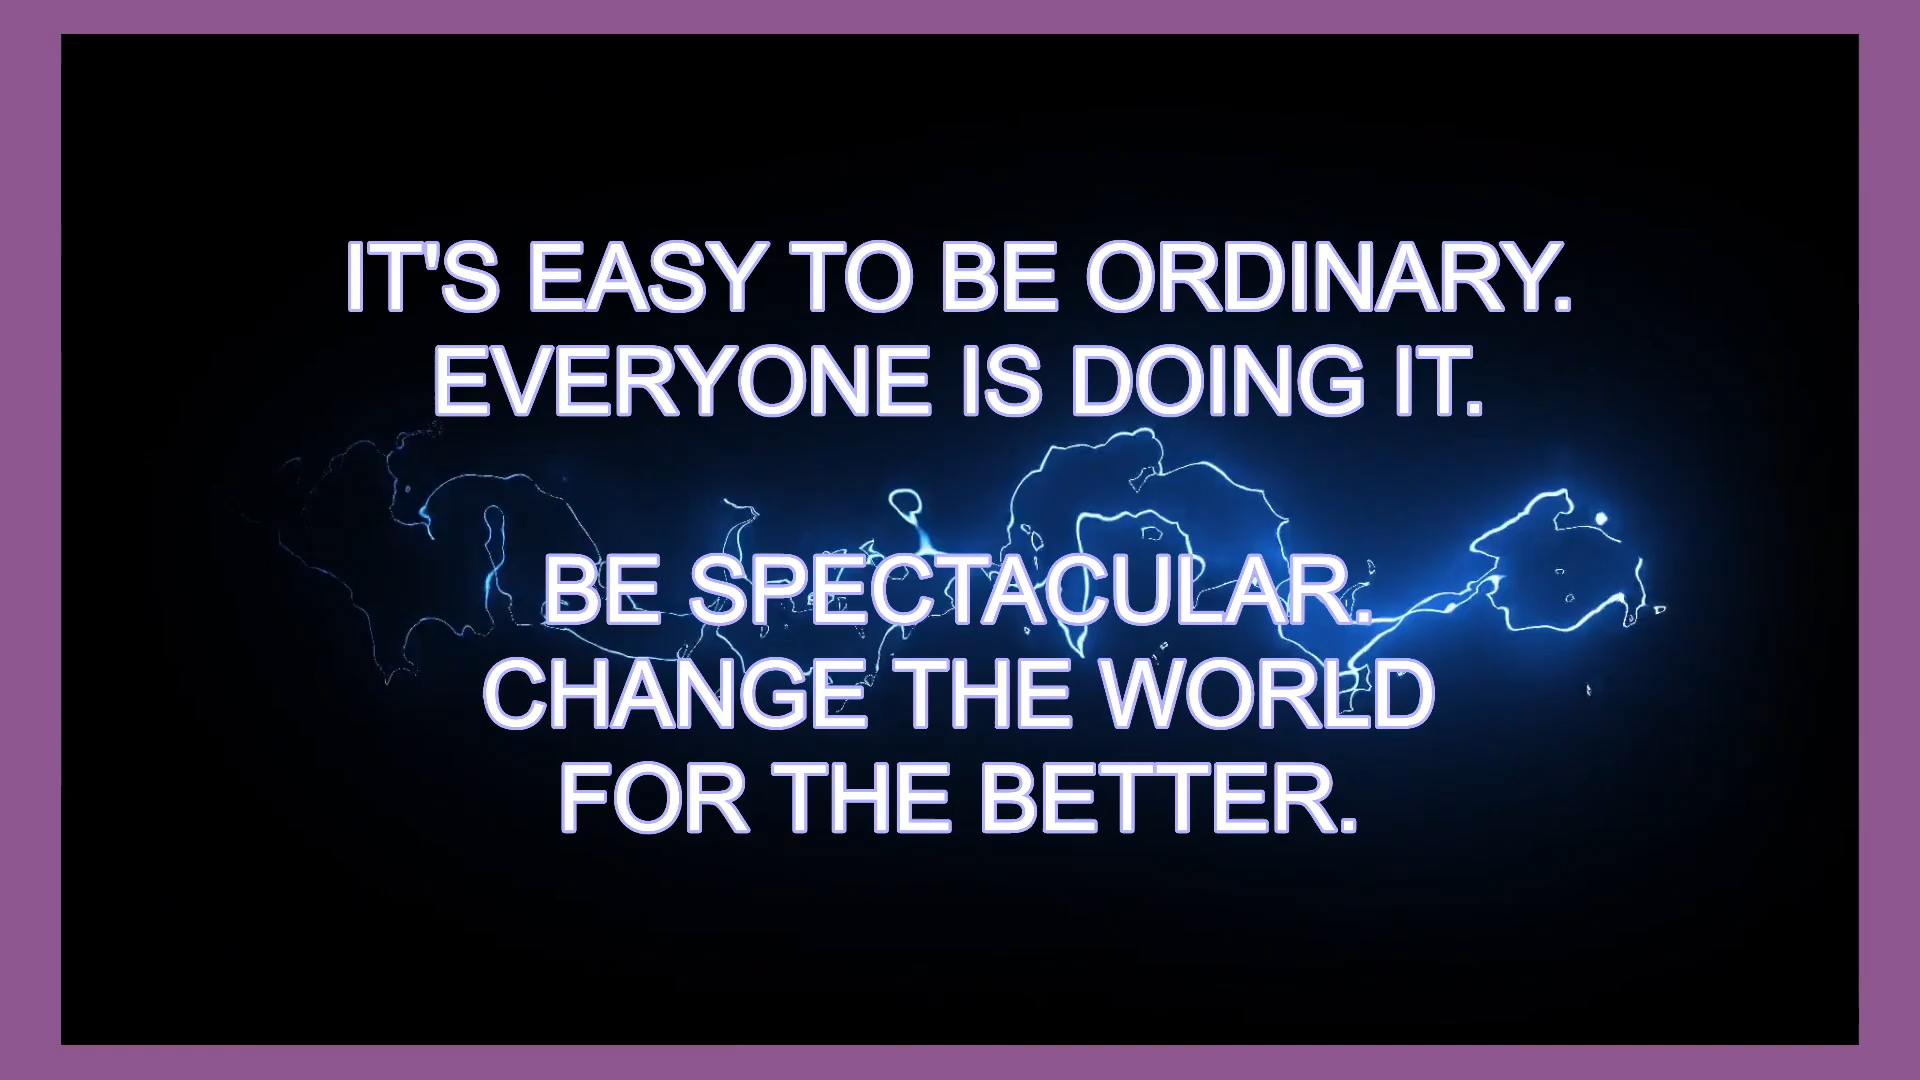 IT'S EASY TO BE ORDINARY.
EVERYONE IS DOING IT.
BE SPECTACULAR.
CHANGE THE WORLD
FOR THE BETTER.